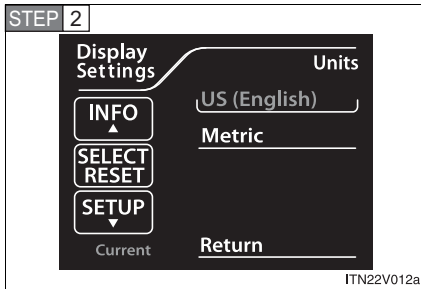 STEP 2
Display
Settings
Units
INFO
SELECT
RESET
SETUP
Current
US (English)
Metric
Return
ITN22V012a